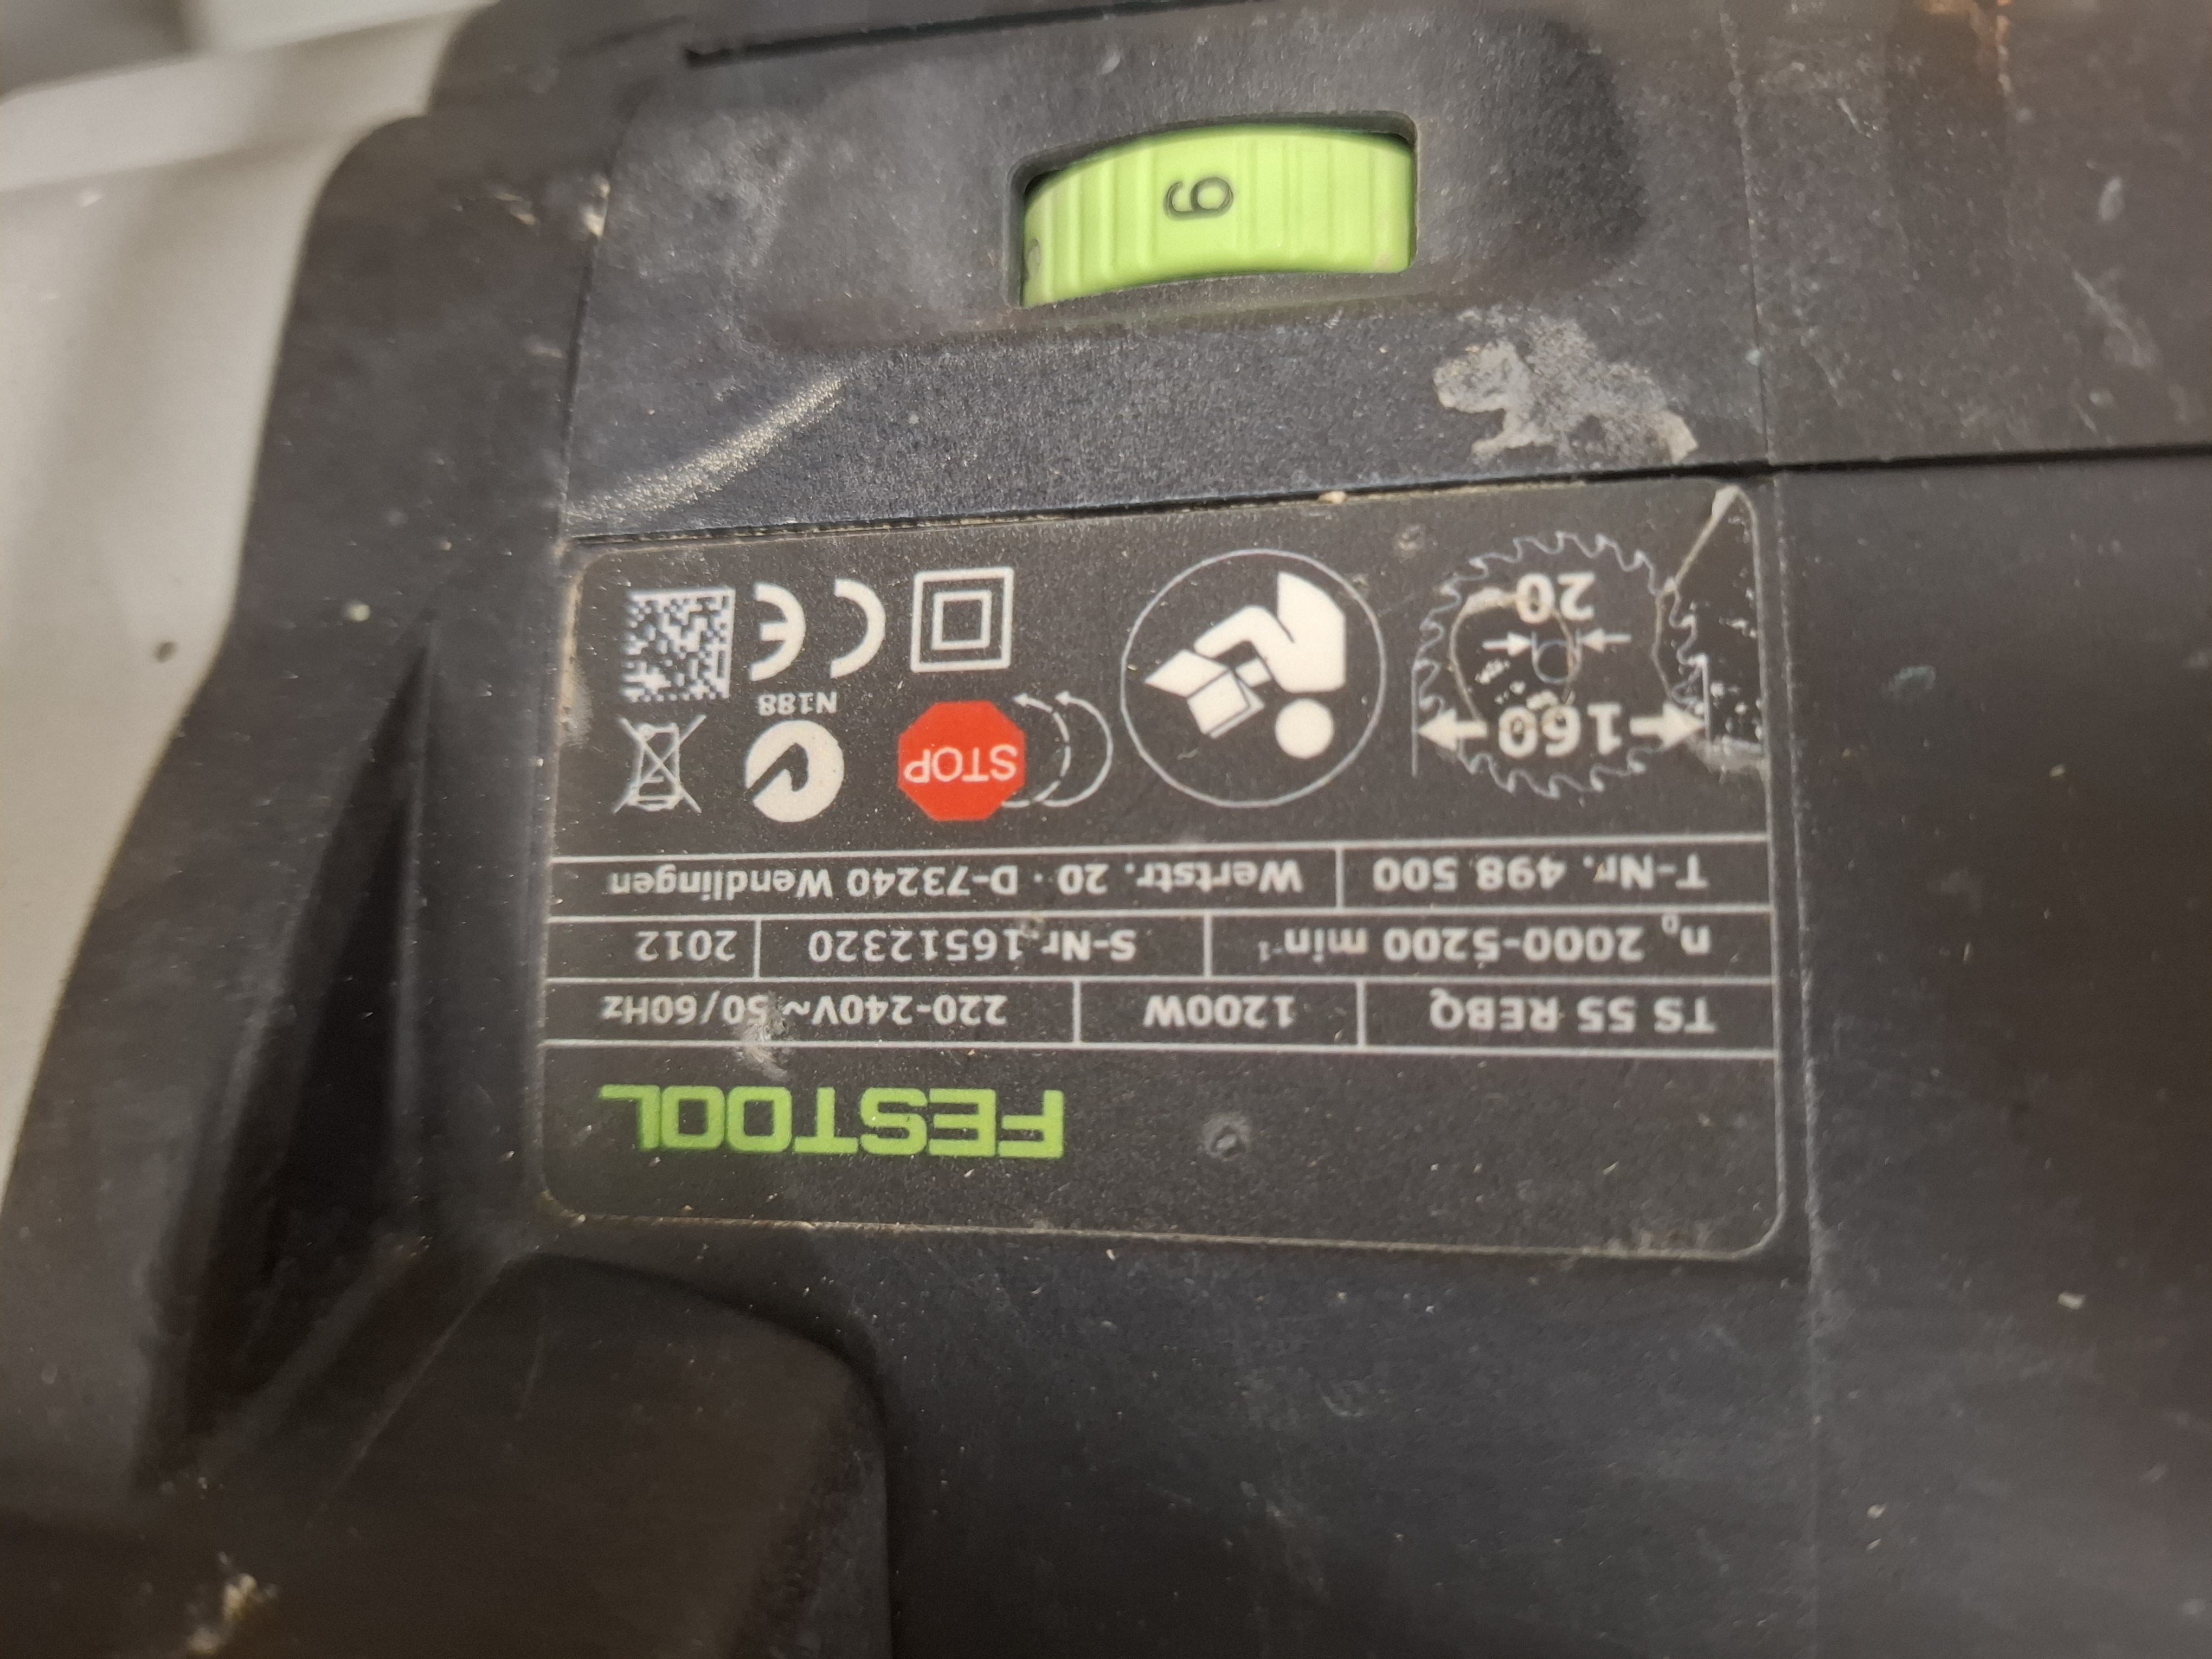 FESTOOL
TS 55 REBQ 1200W 220-240V~ 50/60Hz
n₀ 2000-5200 min⁻¹ S-Nr.16512320 2012
T-Nr. 498 500 Wertstr. 20 · D-73240 Wendlingen
160 STOP
N188
20 CE
6